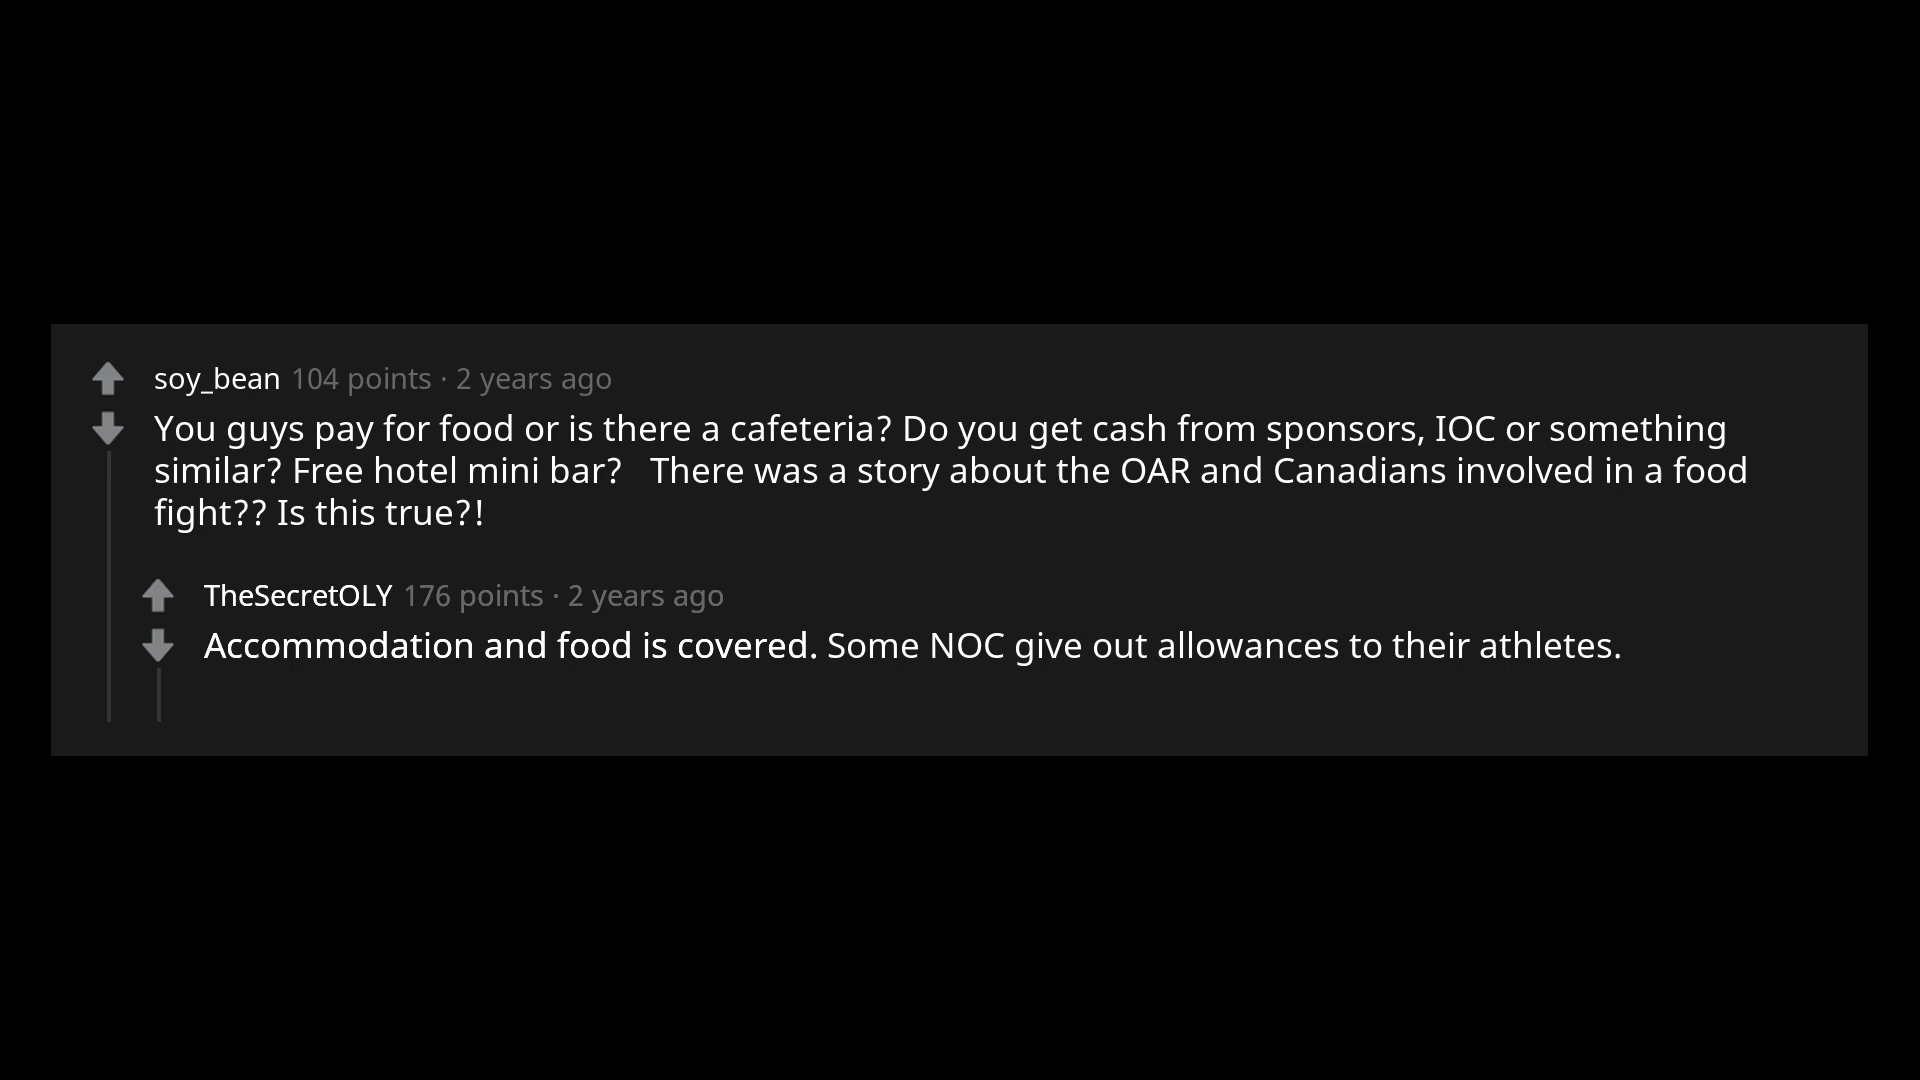 soy_bean 104 points · 2 years ago
You guys pay for food or is there a cafeteria? Do you get cash from sponsors, IOC or something
similar? Free hotel mini bar?   There was a story about the OAR and Canadians involved in a food
fight?? Is this true?!
TheSecretOLY 176 points · 2 years ago
Accommodation and food is covered. Some NOC give out allowances to their athletes.